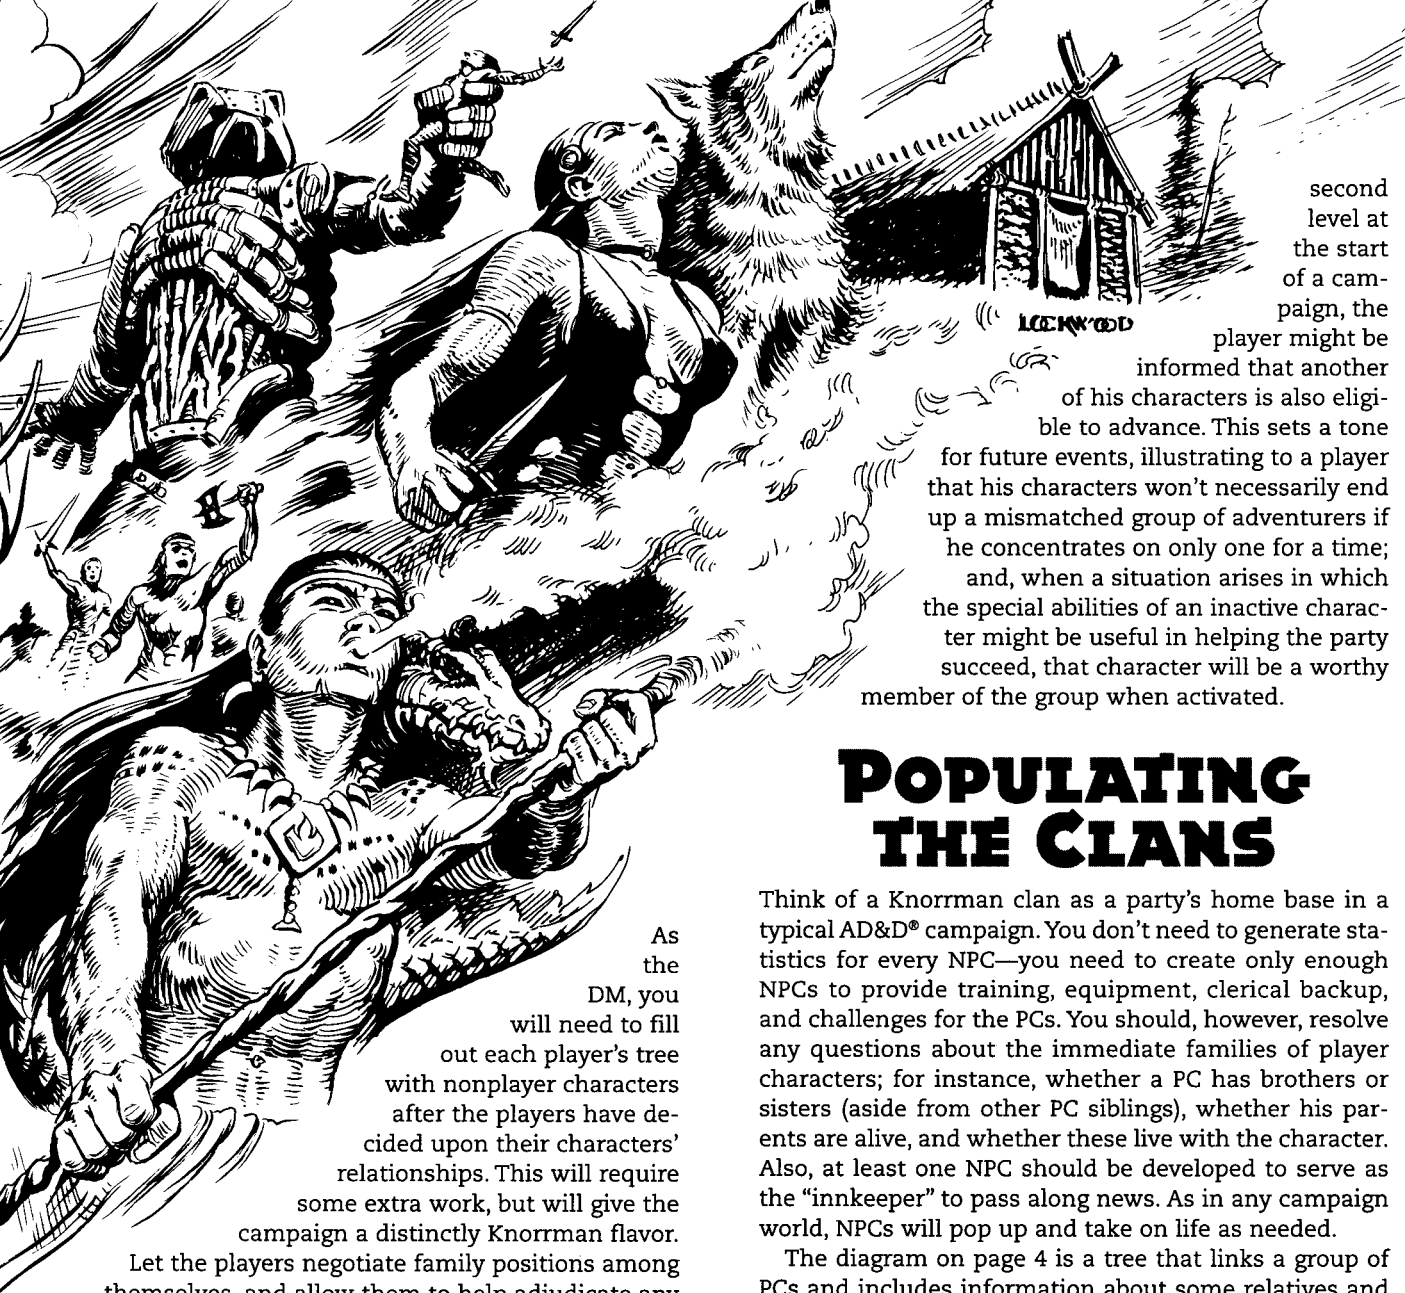 As
the
DM, you
will need to fill
out each player's tree
with nonplayer characters
after the players have de-
cided upon their characters'
relationships. This will require
some extra work, but will give the
campaign a distinctly Knorrman flavor.
Let the players negotiate family positions among
themselves, and allow them to help adjudicate any
LOCKWOOD
second
level at
the start
of a cam-
paign, the
player might be
informed that another
of his characters is also eligi-
ble to advance. This sets a tone
for future events, illustrating to a player
that his characters won't necessarily end
up a mismatched group of adventurers if
he concentrates on only one for a time;
and, when a situation arises in which
the special abilities of an inactive charac-
ter might be useful in helping the party
succeed, that character will be a worthy
member of the group when activated.
POPULATING
THE CLANS
Think of a Knorrman clan as a party's home base in a
typical AD&D® campaign. You don't need to generate sta-
tistics for every NPC—you need to create only enough
NPCs to provide training, equipment, clerical backup,
and challenges for the PCs. You should, however, resolve
any questions about the immediate families of player
characters; for instance, whether a PC has brothers or
sisters (aside from other PC siblings), whether his par-
ents are alive, and whether these live with the character.
Also, at least one NPC should be developed to serve as
the “innkeeper” to pass along news. As in any campaign
world, NPCs will pop up and take on life as needed.
The diagram on page 4 is a tree that links a group of
PCs and includes information about some relatives and